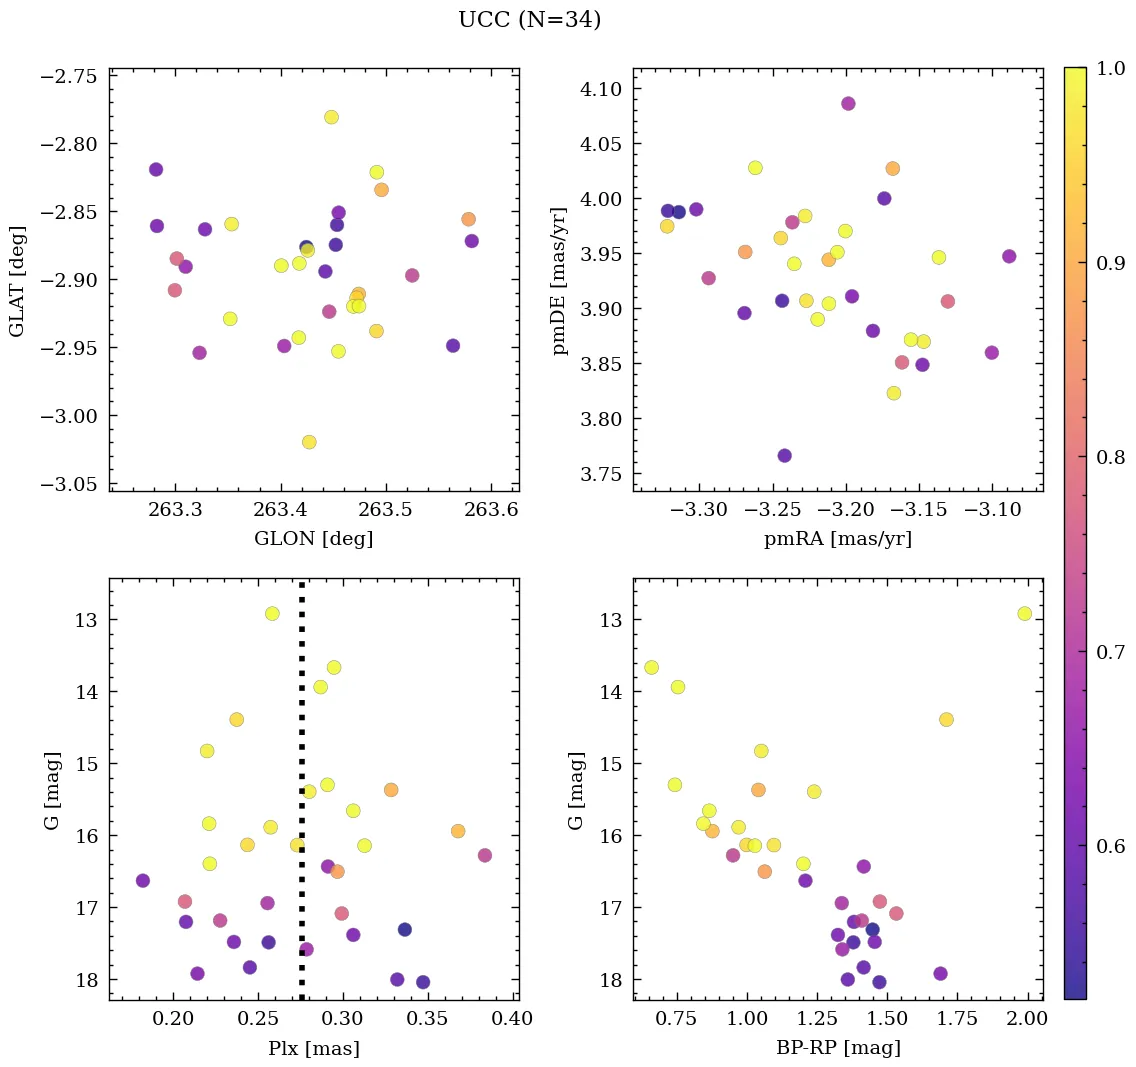 UCC (N=34)
−2.75
−2.80
−2.85
−2.90
−2.95
−3.00
−3.05
GLAT [deg]
263.3 263.4 263.5 263.6
GLON [deg]
4.10
4.05
4.00
3.95
3.90
3.85
3.80
3.75
pmDE [mas/yr]
−3.30 −3.25 −3.20 −3.15 −3.10
pmRA [mas/yr]
13
14
15
16
17
18
G [mag]
0.20 0.25 0.30 0.35 0.40
Plx [mas]
13
14
15
16
17
18
G [mag]
0.75 1.00 1.25 1.50 1.75 2.00
BP-RP [mag]
1.0
0.9
0.8
0.7
0.6